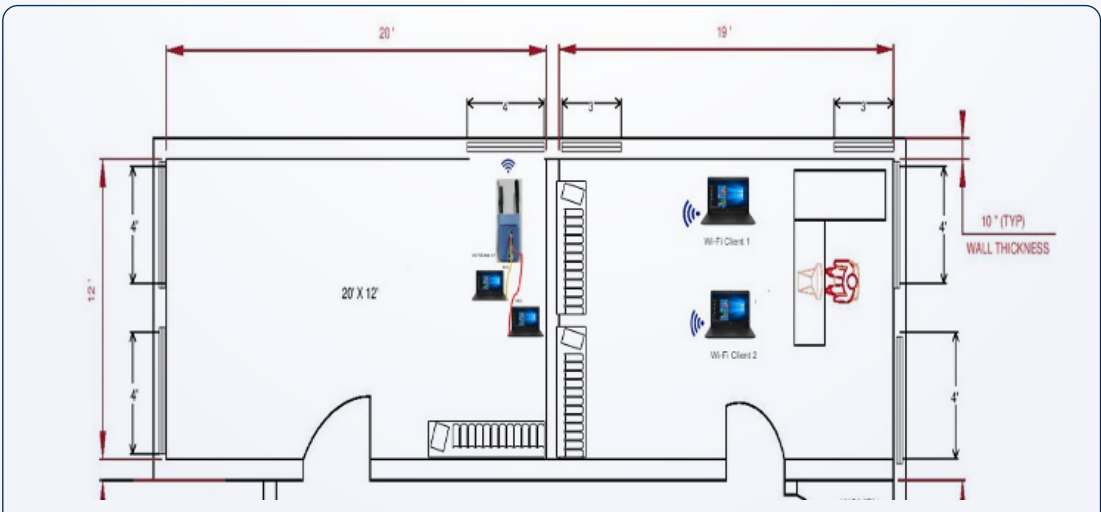 20 '
19 '
4'
3'
3'
4'
4'
10 " (TYP)
WALL THICKNESS
Wi-Fi Client 1
12 '
20' X 12'
Wi-Fi Client 2
4'
4'